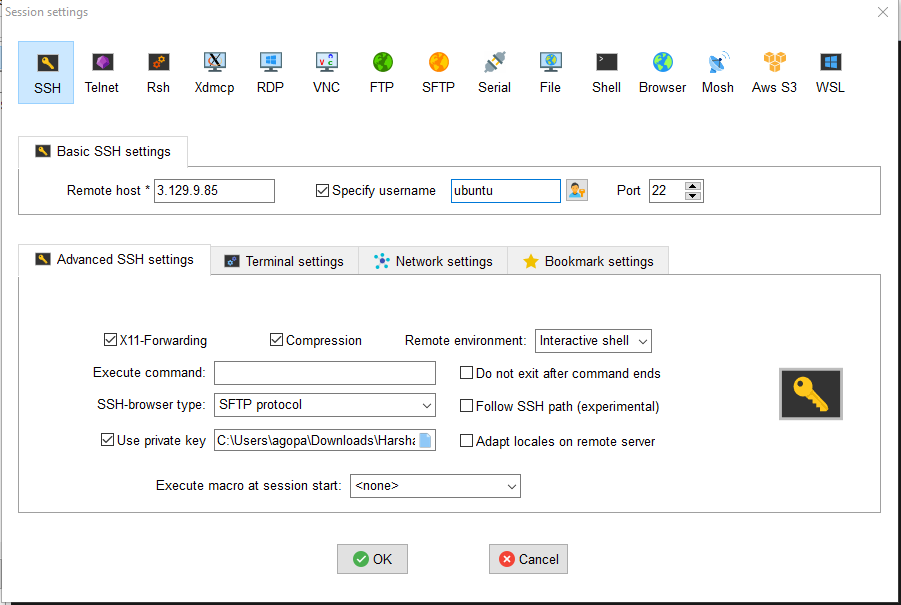 Session settings
SSH Telnet Rsh Xdmcp RDP VNC FTP SFTP Serial File Shell Browser Mosh Aws S3 WSL
Basic SSH settings
Remote host * 3.129.9.85 Specify username ubuntu Port 22
Advanced SSH settings Terminal settings Network settings Bookmark settings
X11-Forwarding Compression Remote environment: Interactive shell
Execute command: Do not exit after command ends
SSH-browser type: SFTP protocol Follow SSH path (experimental)
Use private key C:\Users\agopa\Downloads\Harsha Adapt locales on remote server
Execute macro at session start: <none>
OK Cancel